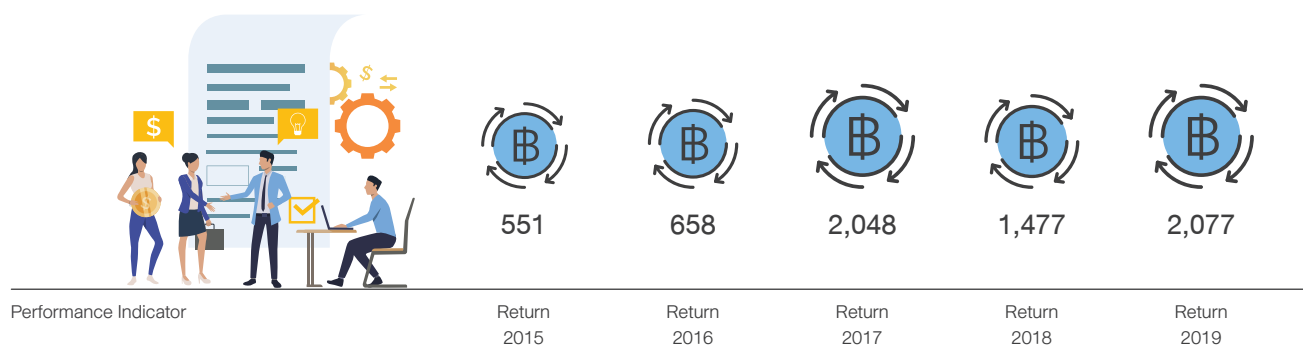 $
$
฿ ฿ ฿ ฿ ฿
551 658 2,048 1,477 2,077
Performance Indicator Return Return Return Return Return
2015 2016 2017 2018 2019